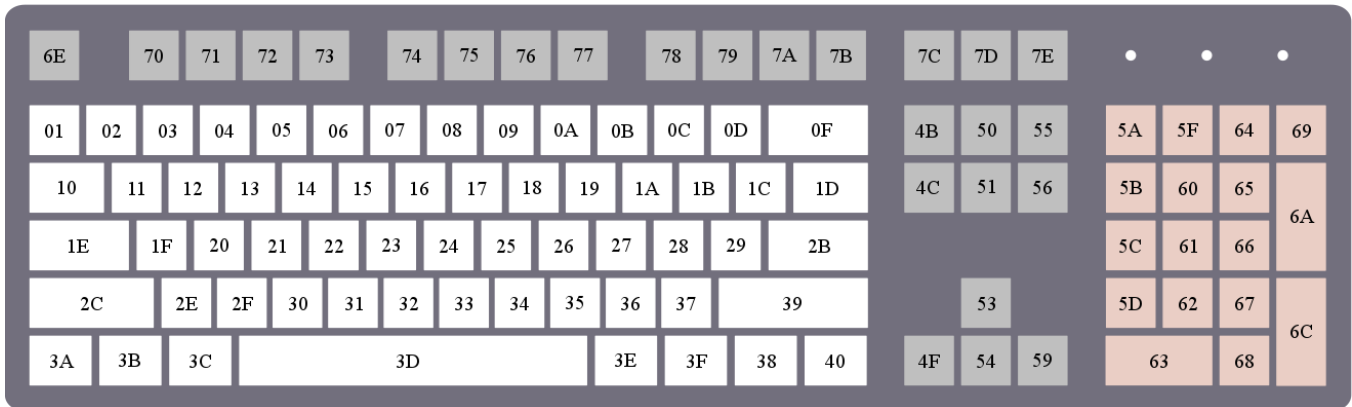 6E 70 71 72 73 74 75 76 77 78 79 7A 7B 7C 7D 7E
01 02 03 04 05 06 07 08 09 0A 0B 0C 0D 0F 4B 50 55 5A 5F 64 69
10 11 12 13 14 15 16 17 18 19 1A 1B 1C 1D 4C 51 56 5B 60 65 6A
1E 1F 20 21 22 23 24 25 26 27 28 29 2B 5C 61 66
2C 2E 2F 30 31 32 33 34 35 36 37 39 53 5D 62 67 6C
3A 3B 3C 3D 3E 3F 38 40 4F 54 59 63 68